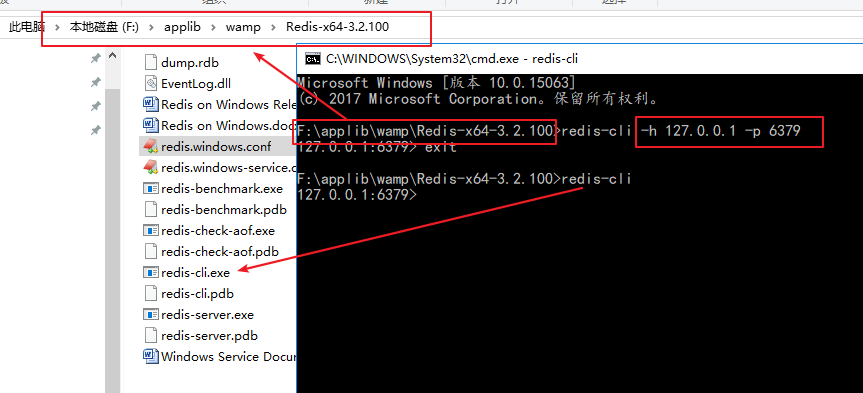 此电脑 > 本地磁盘 (F:) > applib > wamp > Redis-x64-3.2.100
dump.rdb
EventLog.dll
Redis on Windows Rele
Redis on Windows.doc
redis.windows.conf
redis.windows-service.c
redis-benchmark.exe
redis-benchmark.pdb
redis-check-aof.exe
redis-check-aof.pdb
redis-cli.exe
redis-cli.pdb
redis-server.exe
redis-server.pdb
Windows Service Docu
C:\WINDOWS\System32\cmd.exe - redis-cli
Microsoft Windows [版本 10.0.15063]
(c) 2017 Microsoft Corporation。保留所有权利。
F:\applib\wamp\Redis-x64-3.2.100>redis-cli -h 127.0.0.1 -p 6379
127.0.0.1:6379> exit
F:\applib\wamp\Redis-x64-3.2.100>redis-cli
127.0.0.1:6379>